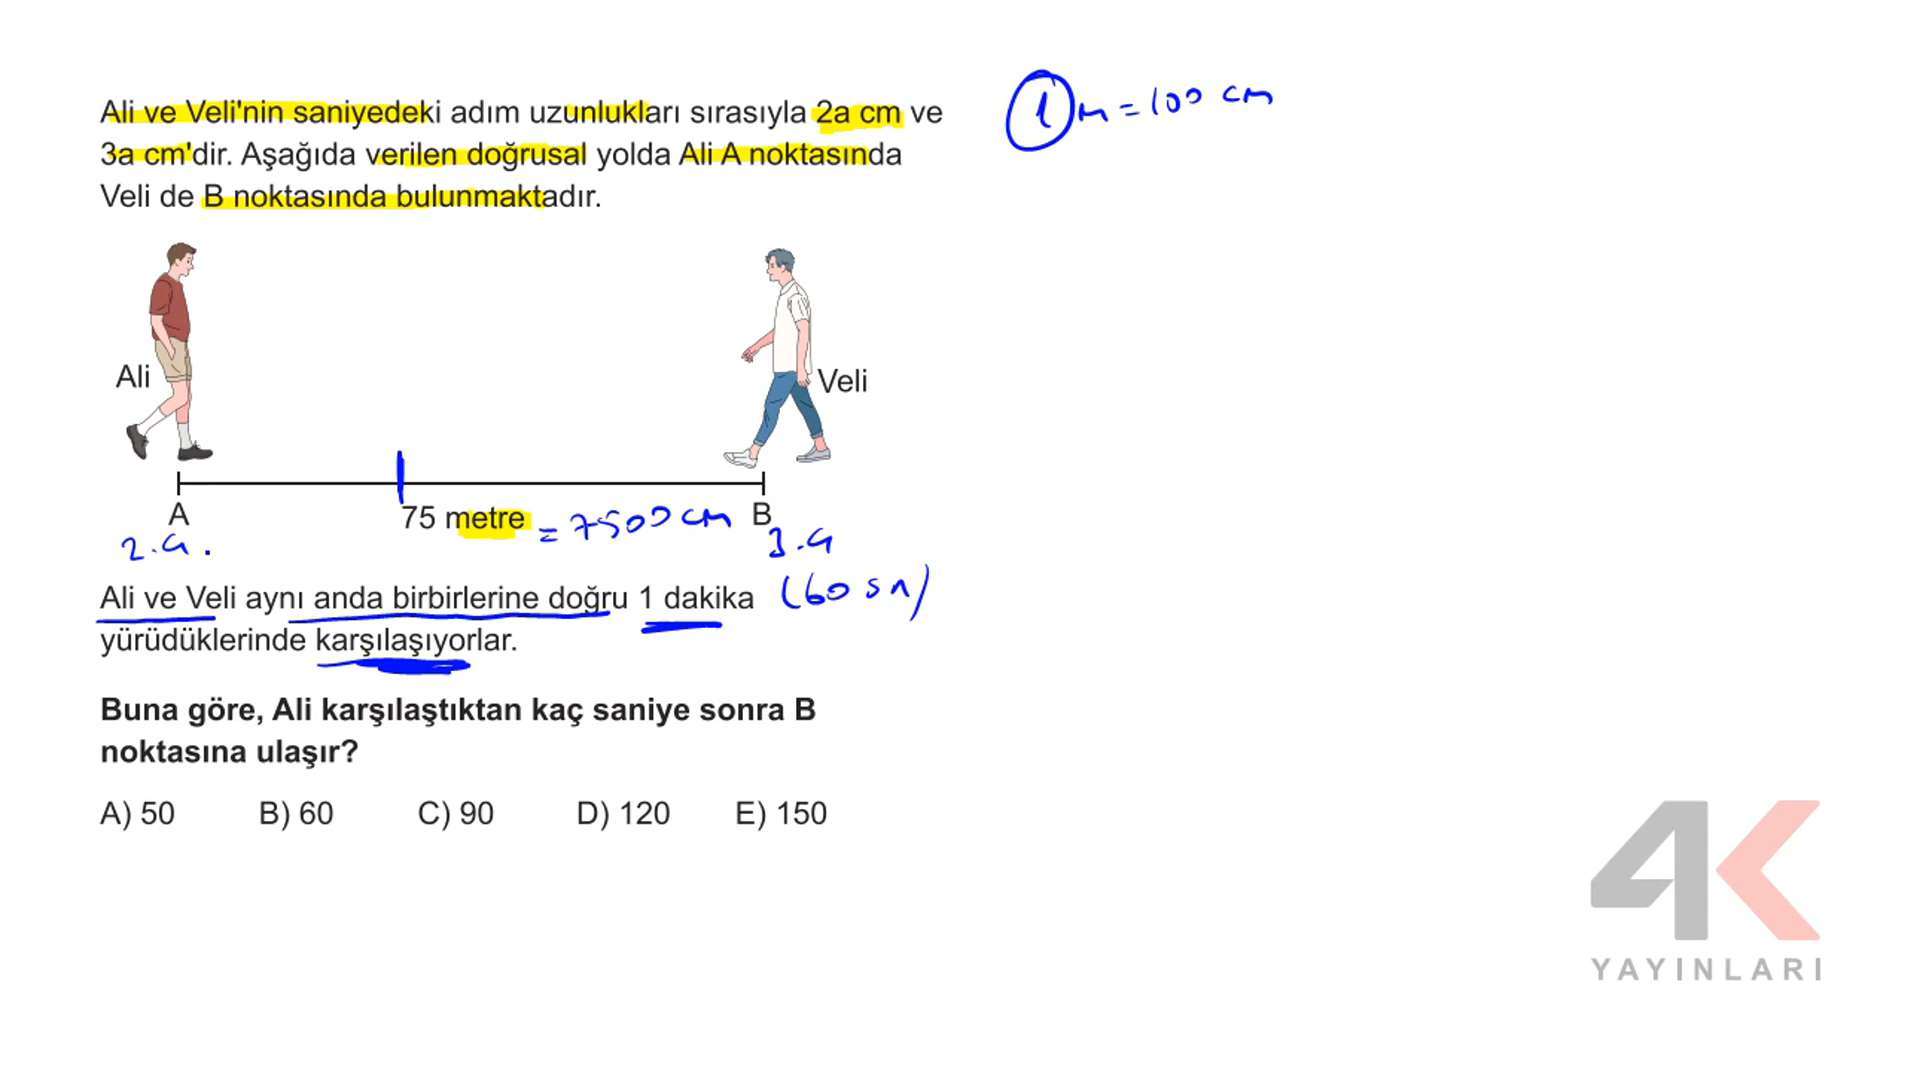 Ali ve Veli'nin saniyedeki adım uzunlukları sırasıyla 2a cm ve
3a cm'dir. Aşağıda verilen doğrusal yolda Ali A noktasında
Veli de B noktasında bulunmaktadır.
1 m = 100 cm
Ali
Veli
A
75 metre = 7500 cm
B
2.a.
3.a
Ali ve Veli aynı anda birbirlerine doğru 1 dakika (60 sn)
yürüdüklerinde karşılaşıyorlar.
Buna göre, Ali karşılaştıktan kaç saniye sonra B
noktasına ulaşır?
A) 50 B) 60 C) 90 D) 120 E) 150
4K
YAYINLARI